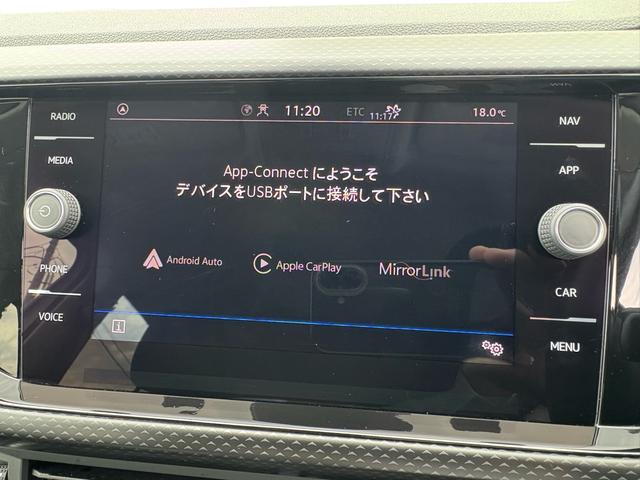 RADIO
MEDIA
PHONE
VOICE
11:20 ETC 11:17 18.0℃
App-Connect にようこそ
デバイスをUSBポートに接続して下さい
Android Auto
Apple CarPlay
MirrorLink
i
NAV
APP
CAR
MENU